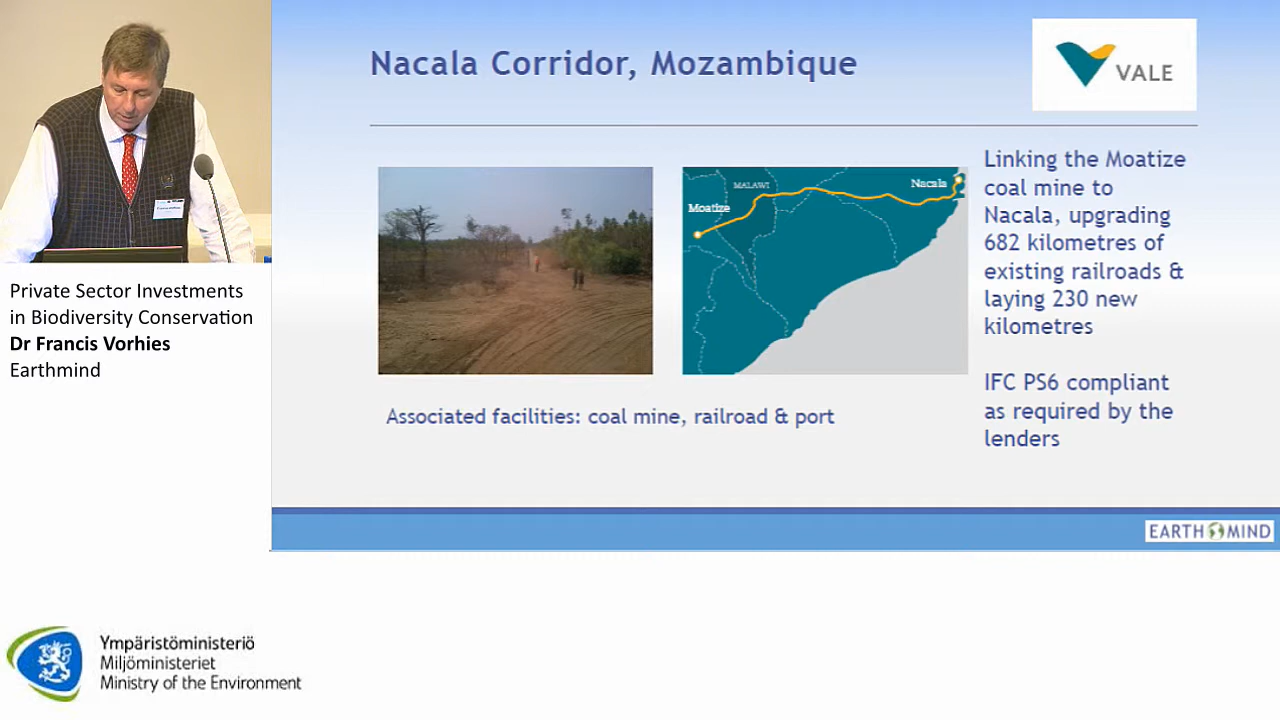 Nacala Corridor, Mozambique
VALE
MALAWI
Nacala
Moatize
Linking the Moatize
coal mine to
Nacala, upgrading
682 kilometres of
existing railroads &
laying 230 new
kilometres
IFC PS6 compliant
as required by the
lenders
Associated facilities: coal mine, railroad & port
EARTH MIND
Private Sector Investments
in Biodiversity Conservation
Dr Francis Vorhies
Earthmind
Ympäristöministeriö
Miljöministeriet
Ministry of the Environment